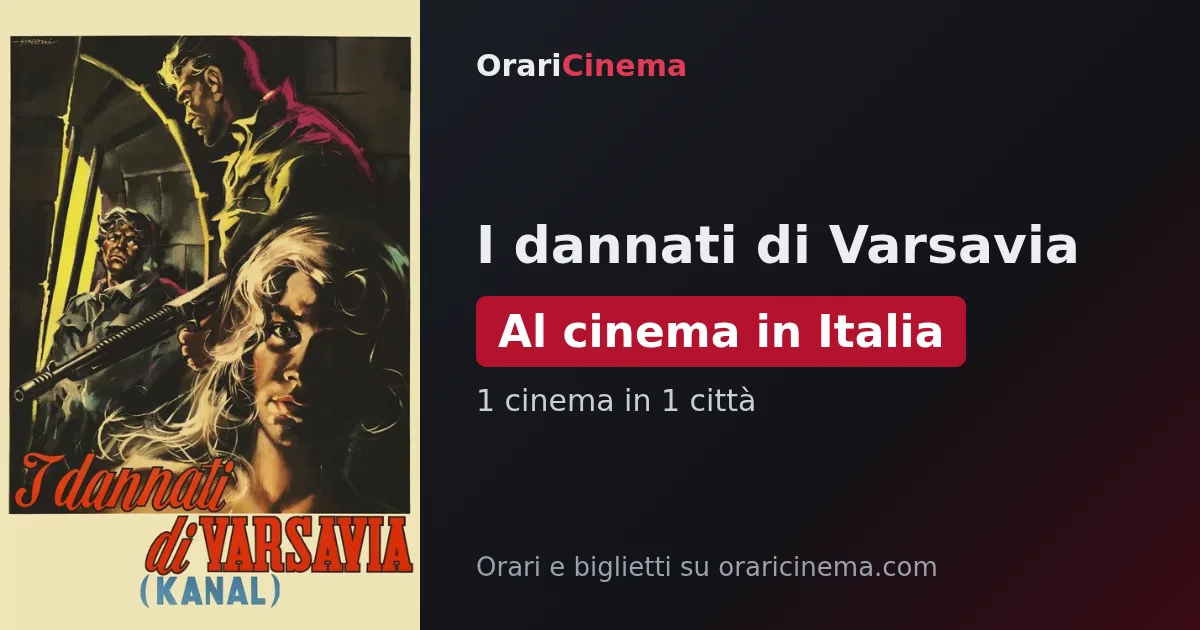 I dannati
di VARSAVIA
(KANAL)
OrariCinema
I dannati di Varsavia
Al cinema in Italia
1 cinema in 1 città
Orari e biglietti su oraricinema.com